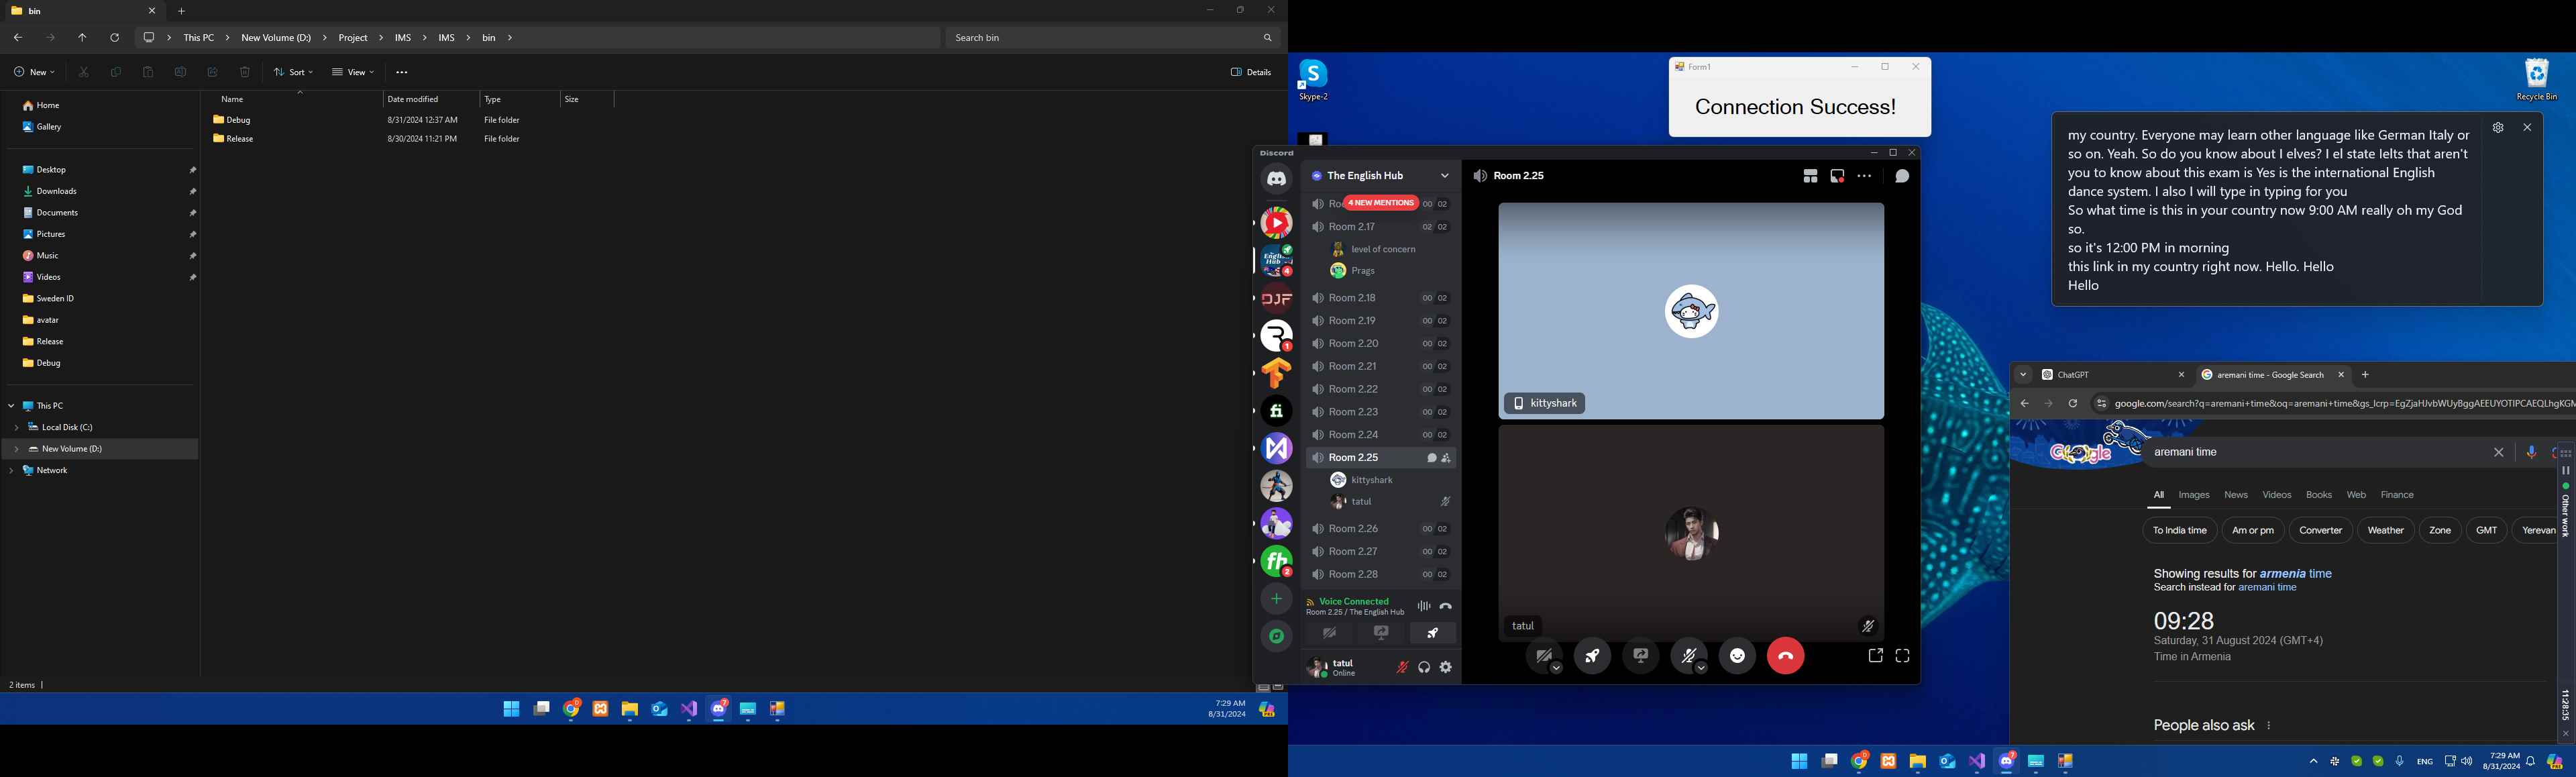 bin
This PC
New Volume (D:)
Project
IMS
IMS
bin
Search bin
New
Sort
View
Details
Name
Date modified
Type
Size
Debug
8/31/2024 12:37 AM
File folder
Release
8/30/2024 11:21 PM
File folder
Home
Gallery
Desktop
Downloads
Documents
Pictures
Music
Videos
Sweden ID
avatar
Release
Debug
This PC
Local Disk (C:)
New Volume (D:)
Network
2 items
7:29 AM
8/31/2024
Skype-2
Form1
Connection Success!
Recycle Bin
my country. Everyone may learn other language like German Italy or
so on. Yeah. So do you know about I elves? I el state Ielts that aren't
you to know about this exam is Yes is the international English
dance system. I also I will type in typing for you
So what time is this in your country now 9:00 AM really oh my God
so.
so it's 12:00 PM in morning
this link in my country right now. Hello. Hello
Hello
Discord
The English Hub
4 NEW MENTIONS
00 02
Room 2.17
02 02
level of concern
Prags
Room 2.18
00 02
Room 2.19
00 02
Room 2.20
00 02
Room 2.21
00 02
Room 2.22
00 02
Room 2.23
00 02
Room 2.24
00 02
Room 2.25
kittyshark
tatul
Room 2.26
00 02
Room 2.27
00 02
Room 2.28
00 02
Voice Connected
Room 2.25 / The English Hub
tatul
Online
Room 2.25
kittyshark
tatul
ChatGPT
aremani time - Google Search
google.com/search?q=aremani+time&oq=aremani+time&gs_lcrp=EgZjaHJvbWUyBggAEEUYOTIPCAEQLhgKGM
Google
aremani time
All
Images
News
Videos
Books
Web
Finance
To India time
Am or pm
Converter
Weather
Zone
GMT
Yerevan
Showing results for armenia time
Search instead for aremani time
09:28
Saturday, 31 August 2024 (GMT+4)
Time in Armenia
People also ask
Other work
11:28:35
ENG
7:29 AM
8/31/2024